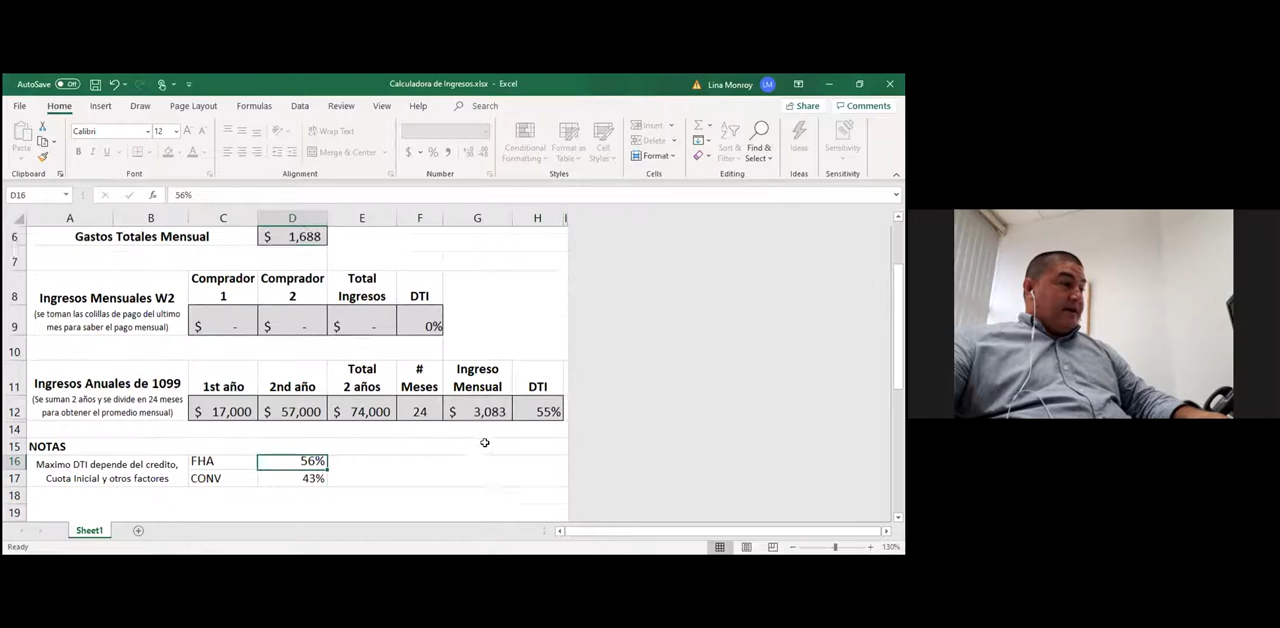 AutoSave Off
Calculadora de Ingresos.xlsx - Excel
Lina Monroy LM
File Home Insert Draw Page Layout Formulas Data Review View Help Search Share Comments
Paste Calibri 12 A A Wrap Text Insert Delete Format
B I U A Merge & Center $ % , Conditional Formatting Format as Table Cell Styles Sort & Filter Find & Select Ideas Sensitivity
Clipboard Font Alignment Number Styles Cells Editing Ideas Sensitivity
D16 fx 56%
A B C D E F G H I
6 Gastos Totales Mensual $ 1,688
7
Comprador 1 Comprador 2 Total Ingresos DTI
8 Ingresos Mensuales W2
(se toman las colillas de pago del ultimo
9 mes para saber el pago mensual) $ - $ - $ - 0%
10
11 Ingresos Anuales de 1099 1st año 2nd año Total 2 años # Meses Ingreso Mensual DTI
(Se suman 2 años y se divide en 24 meses
12 para obtener el promedio mensual) $ 17,000 $ 57,000 $ 74,000 24 $ 3,083 55%
14
15 NOTAS
16 Maximo DTI depende del credito, FHA 56%
17 Cuota Inicial y otros factores CONV 43%
18
19
Sheet1
Ready 130%